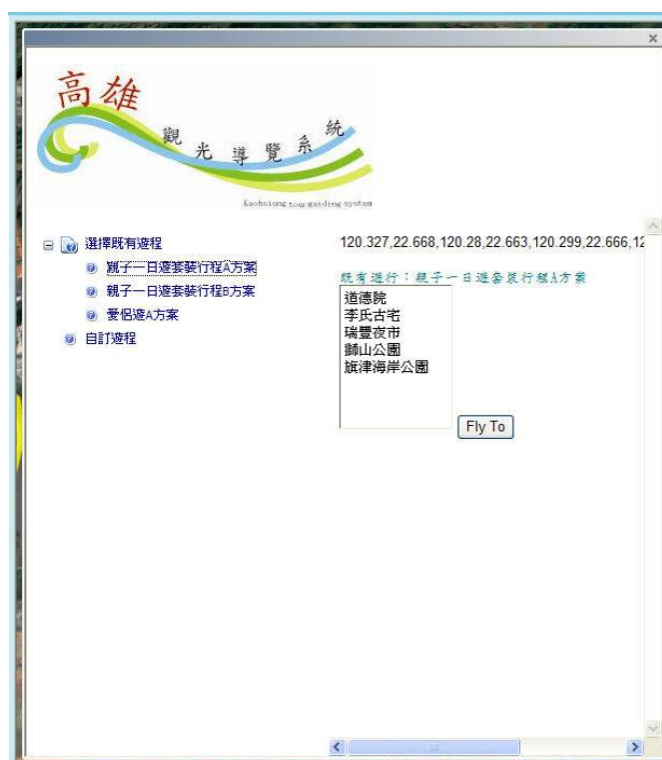 高雄
觀光導覽系統
Kaohsiung tour guiding system
選擇既有遊程
親子一日遊套裝行程A方案
親子一日遊套裝行程B方案
愛侶遊A方案
自訂遊程
120.327,22.668,120.28,22.663,120.299,22.666,12
既有遊行：親子一日遊套裝行程A方案
道德院
李氏古宅
瑞豐夜市
獅山公園
旗津海岸公園
Fly To